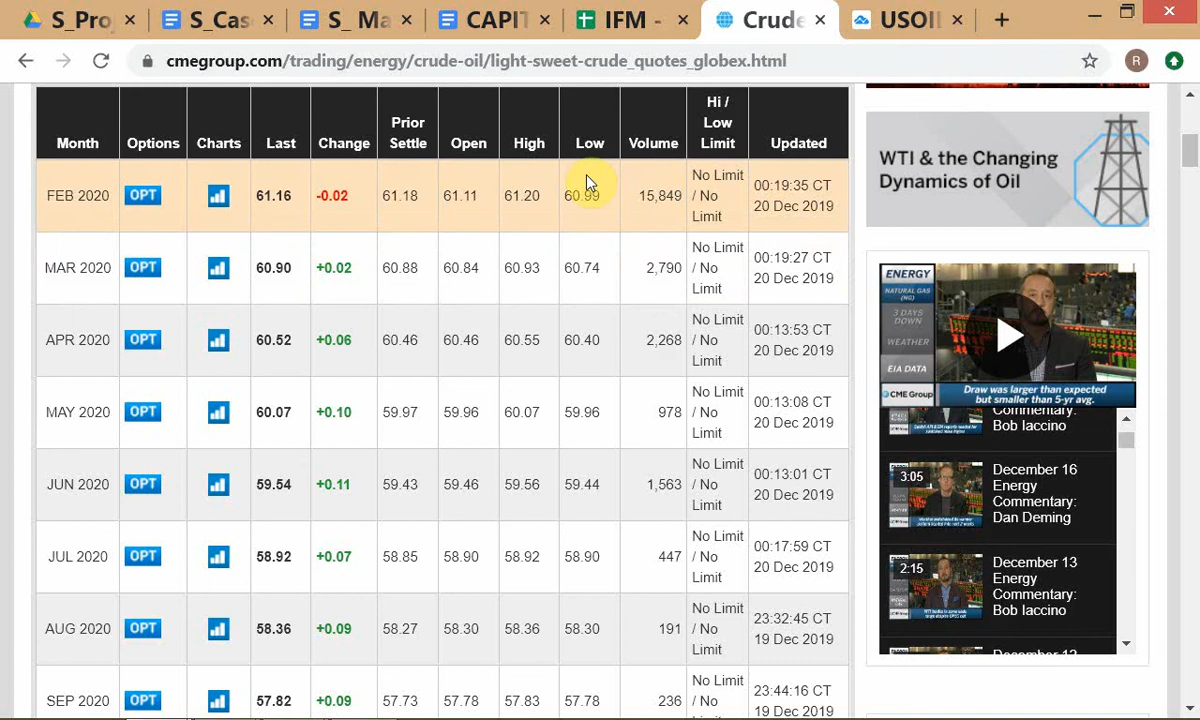 S_Proj
S_Cas
S_ Ma
CAPIT
IFM -
Crude
USOIL
cmegroup.com/trading/energy/crude-oil/light-sweet-crude_quotes_globex.html
R
Month Options Charts Last Change Prior Settle Open High Low Volume Hi / Low Limit Updated
FEB 2020 OPT 61.16 -0.02 61.18 61.11 61.20 60.99 15,849 No Limit / No Limit 00:19:35 CT 20 Dec 2019
MAR 2020 OPT 60.90 +0.02 60.88 60.84 60.93 60.74 2,790 No Limit / No Limit 00:19:27 CT 20 Dec 2019
APR 2020 OPT 60.52 +0.06 60.46 60.46 60.55 60.40 2,268 No Limit / No Limit 00:13:53 CT 20 Dec 2019
MAY 2020 OPT 60.07 +0.10 59.97 59.96 60.07 59.96 978 No Limit / No Limit 00:13:08 CT 20 Dec 2019
JUN 2020 OPT 59.54 +0.11 59.43 59.46 59.56 59.44 1,563 No Limit / No Limit 00:13:01 CT 20 Dec 2019
JUL 2020 OPT 58.92 +0.07 58.85 58.90 58.92 58.90 447 No Limit / No Limit 00:17:59 CT 20 Dec 2019
AUG 2020 OPT 58.36 +0.09 58.27 58.30 58.36 58.30 191 No Limit / No Limit 23:32:45 CT 19 Dec 2019
SEP 2020 OPT 57.82 +0.09 57.73 57.78 57.83 57.78 236 No Limit / No Limit 23:44:16 CT 19 Dec 2019
WTI & the Changing
Dynamics of Oil
ENERGY
NATURAL GAS
(NG)
3 DAYS
DOWN
WEATHER
EIA DATA
CME Group
Draw was larger than expected
but smaller than 5-yr avg.
Commentary:
Bob Iaccino
3:05
December 16
Energy
Commentary:
Dan Deming
2:15
December 13
Energy
Commentary:
Bob Iaccino
December 12